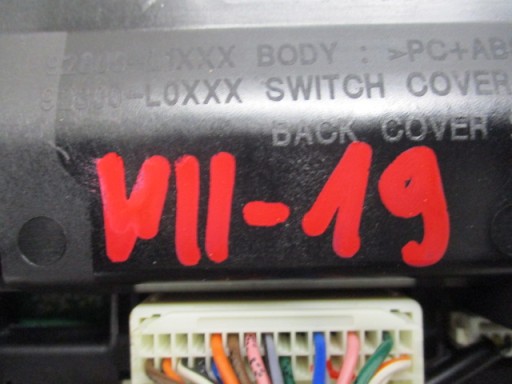 BODY : >PC+AB
-L0XXX SWITCH COVER
BACK COVER
VII-19